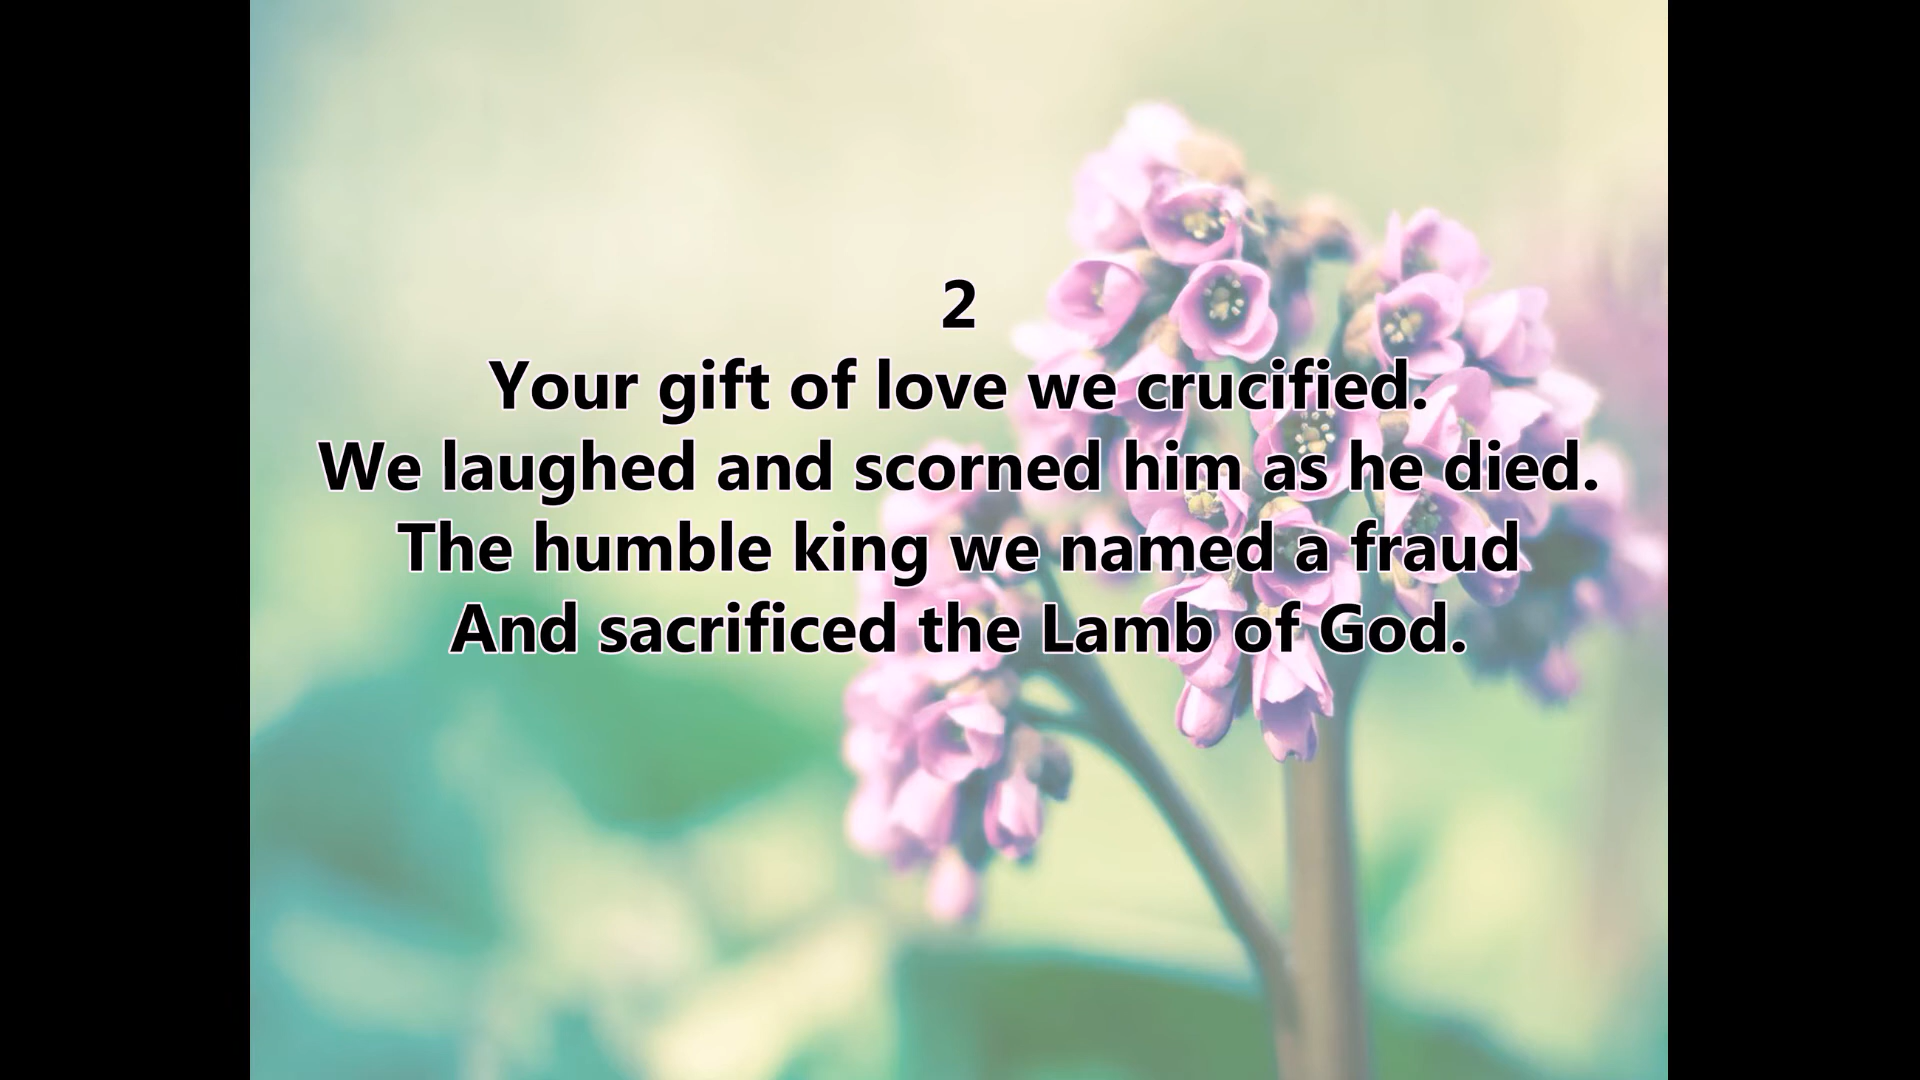 2
Your gift of love we crucified.
We laughed and scorned him as he died.
The humble king we named a fraud
And sacrificed the Lamb of God.